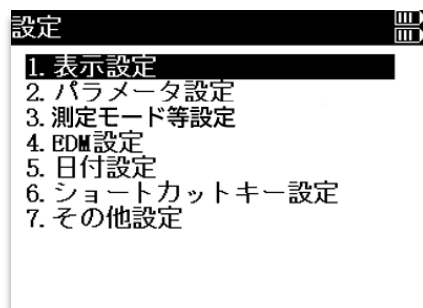 設定
1. 表示設定
2. パラメータ設定
3. 測定モード等設定
4. EDM設定
5. 日付設定
6. ショートカットキー設定
7. その他設定